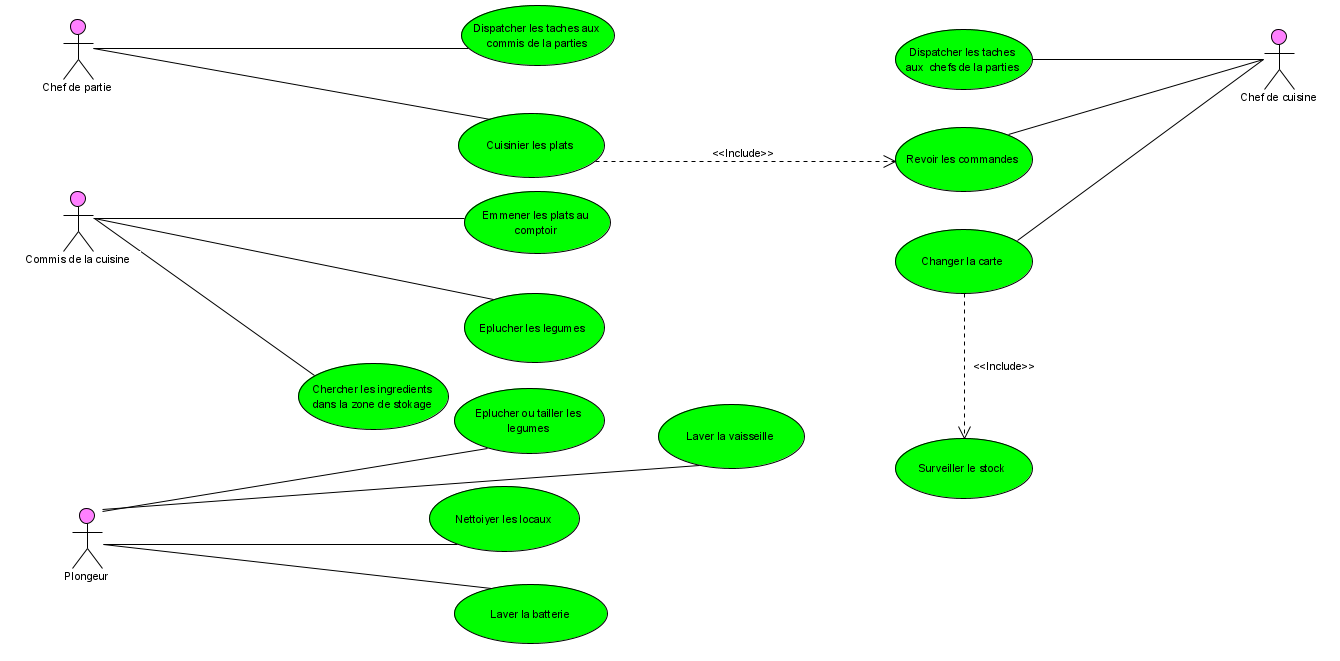 Dispatcher les taches aux
commis de la parties
Chef de partie
Dispatcher les taches
aux chefs de la parties
Chef de cuisine
Cuisinier les plats
<<Include>>
Revoir les commandes
Emmener les plats au
comptoir
Commis de la cuisine
Changer la carte
Eplucher les legumes
<<Include>>
Chercher les ingredients
dans la zone de stokage
Eplucher ou tailler les
legumes
Laver la vaisseille
Surveiller le stock
Nettoiyer les locaux
Plongeur
Laver la batterie